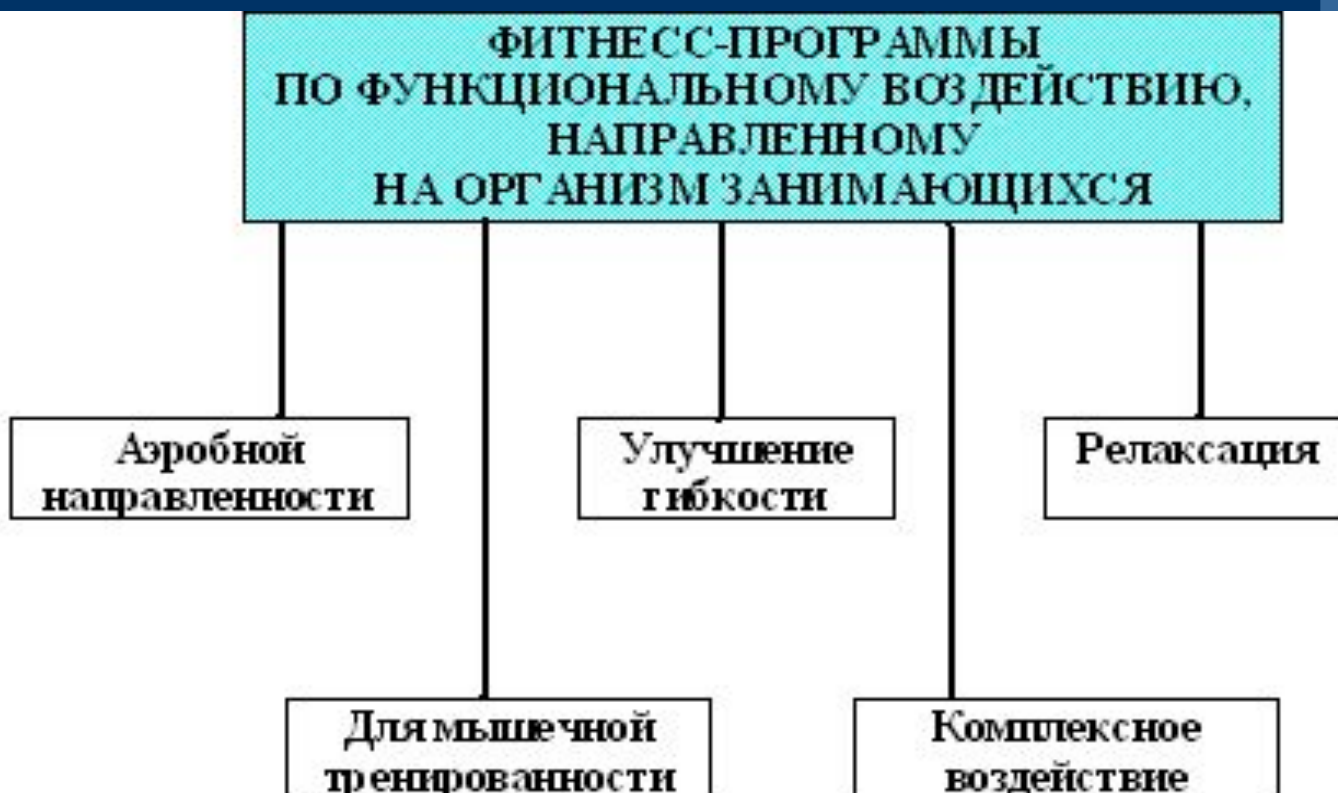 ФИТНЕСС-ПРОГРАММЫ
ПО ФУНКЦИОНАЛЬНОМУ ВОЗДЕЙСТВИЮ,
НАПРАВЛЕННОМУ
НА ОРГАНИЗМ ЗАНИМАЮЩИХСЯ
Аэробной
направленности
Улучшение
гибкости
Релаксация
Для мышечной
тренированности
Комплексное
воздействие